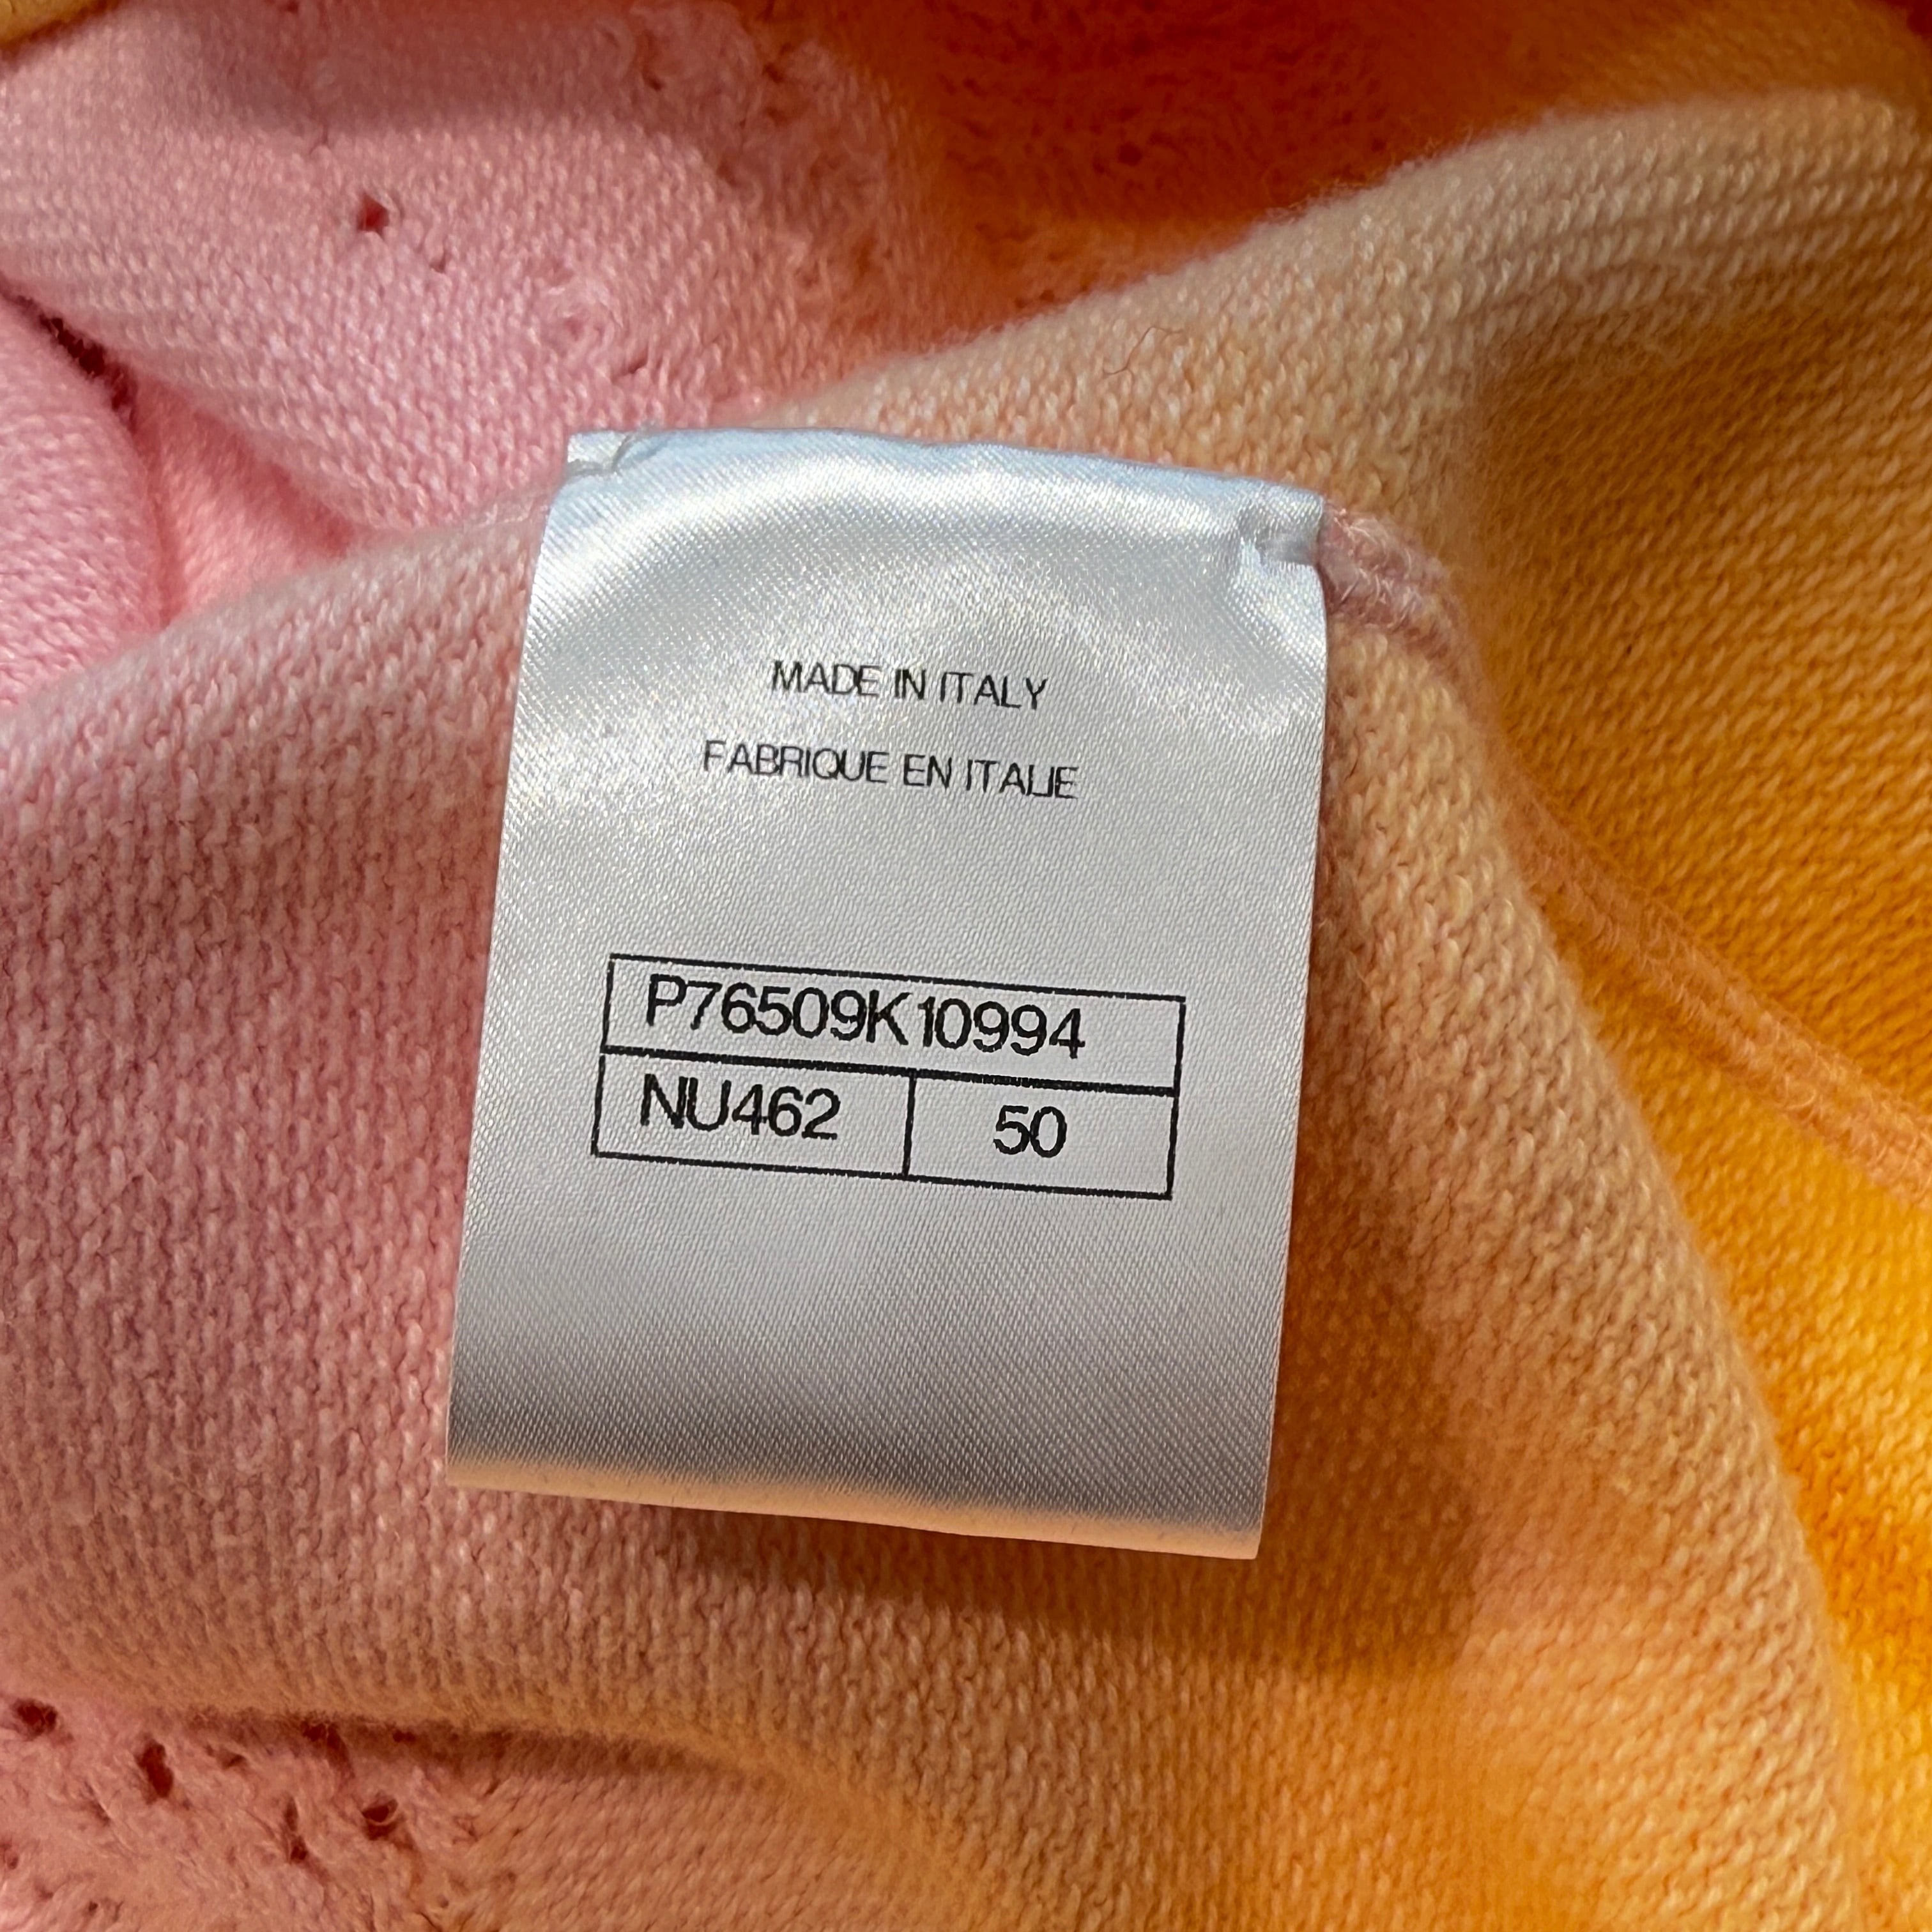 MADE IN ITALY
FABRIQUE EN ITALIE
P76509K10994
NU462 50